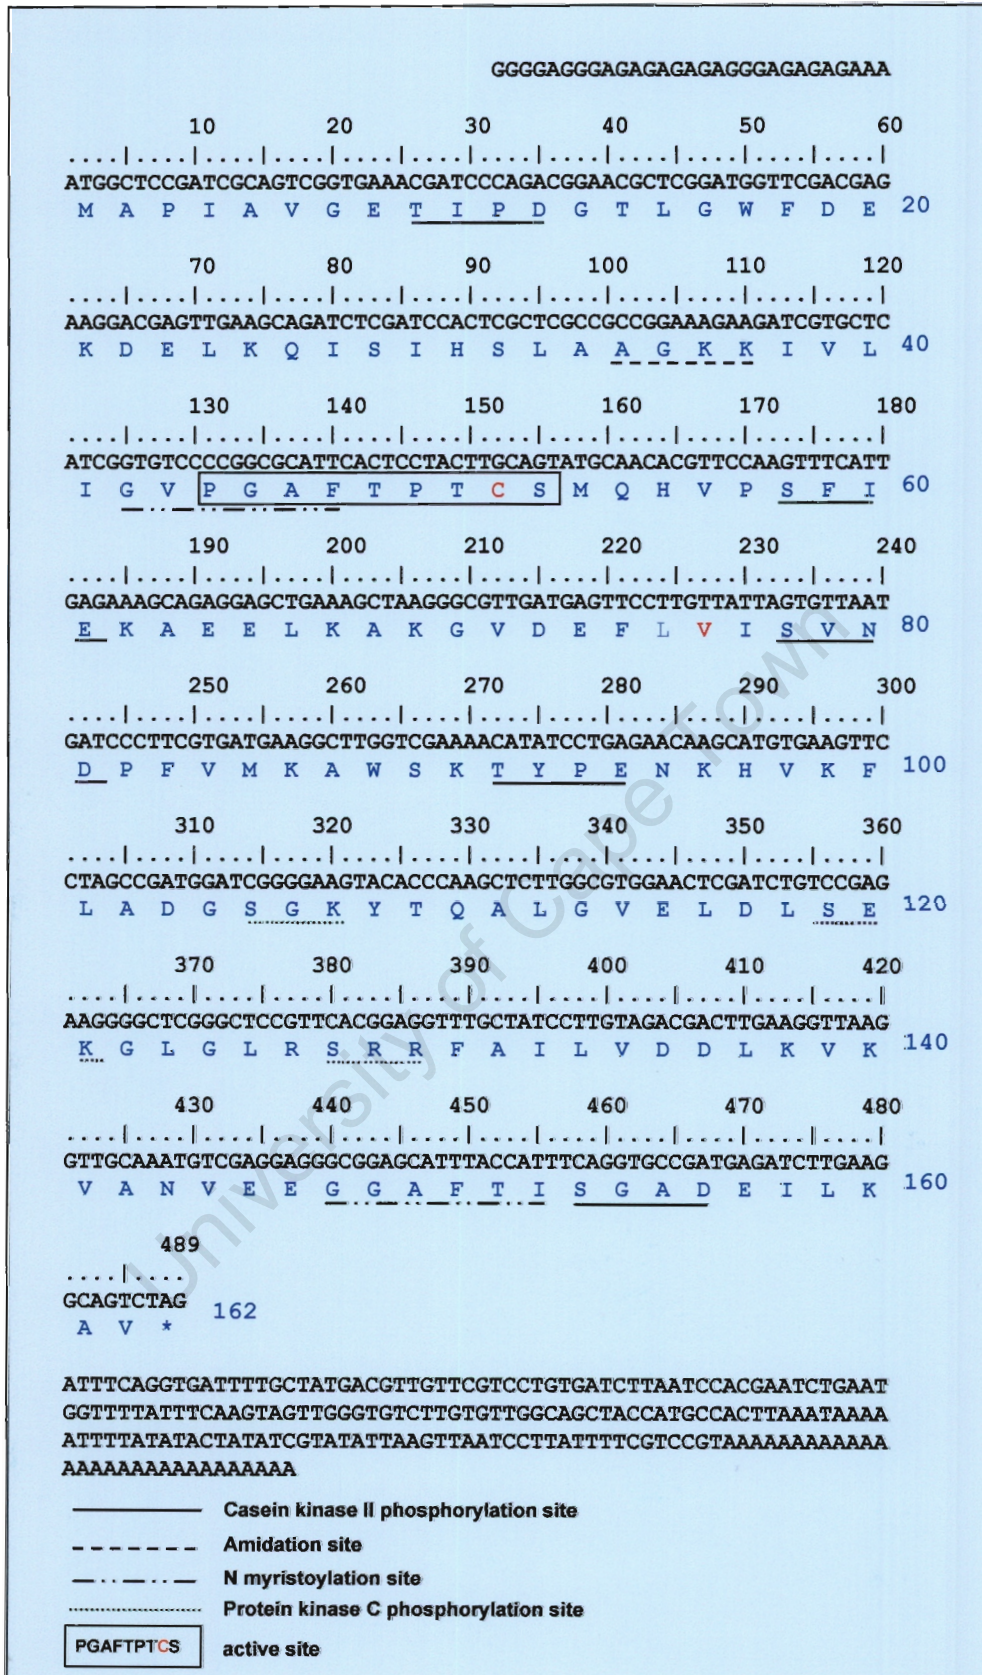 GGGGAGGGAGAGAGAGAGGGAGAGAGAAA
10 20 30 40 50 60
....|....|....|....|....|....|....|....|....|....|....|....|
ATGGCTCCGATCGCAGTCGGTGAAACGATCCCAGACGGAACGCTCGGATGGTTCGACGAG
M A P I A V G E T I P D G T L G W F D E 20
70 80 90 100 110 120
....|....|....|....|....|....|....|....|....|....|....|....|
AAGGACGAGTTGAAGCAGATCTCGATCCACTCGCTCGCCGCCGGAAAGAAGATCGTGCTC
K D E L K Q I S I H S L A A G K K I V L 40
130 140 150 160 170 180
....|....|....|....|....|....|....|....|....|....|....|....|
ATCGGTGTCCCCGGCGCATTCACTCCTACTTGCAGTATGCAACACGTTCCAAGTTTCATT
I G V P G A F T P T C S M Q H V P S F I 60
190 200 210 220 230 240
....|....|....|....|....|....|....|....|....|....|....|....|
GAGAAAGCAGAGGAGCTGAAAGCTAAGGGCGTTGATGAGTTCCTTGTTATTAGTGTTAAT
E K A E E L K A K G V D E F L V I S V N 80
250 260 270 280 290 300
....|....|....|....|....|....|....|....|....|....|....|....|
GATCCCTTCGTGATGAAGGCTTGGTCGAAAACATATCCTGAGAACAAGCATGTGAAGTTC
D P F V M K A W S K T Y P E N K H V K F 100
310 320 330 340 350 360
....|....|....|....|....|....|....|....|....|....|....|....|
CTAGCCGATGGATCGGGGAAGTACACCCAAGCTCTTGGCGTGGAACTCGATCTGTCCGAG
L A D G S G K Y T Q A L G V E L D L S E 120
370 380 390 400 410 420
....|....|....|....|....|....|....|....|....|....|....|....|
AAGGGGCTCGGGCTCCGTTCACGGAGGTTTGCTATCCTTGTAGACGACTTGAAGGTTAAG
K G L G L R S R R F A I L V D D L K V K 140
430 440 450 460 470 480
....|....|....|....|....|....|....|....|....|....|....|....|
GTTGCAAATGTCGAGGAGGGCGGAGCATTTACCATTTCAGGTGCCGATGAGATCTTGAAG
V A N V E E G G A F T I S G A D E I L K 160
489
....|....
GCAGTCTAG 162
A V *
ATTTCAGGTGATTTTGCTATGACGTTGTTCGTCCTGTGATCTTAATCCACGAATCTGAAT
GGTTTTATTTCAAGTAGTTGGGTGTCTTGTGTTGGCAGCTACCATGCCACTTAAATAAAA
ATTTTATATACTATATCGTATATTAAGTTAATCCTTATTTTCGTCCGTAAAAAAAAAAAA
AAAAAAAAAAAAAAAAA
Casein kinase II phosphorylation site
Amidation site
N myristoylation site
Protein kinase C phosphorylation site
PGAFTPTCS active site
University of Cape Town